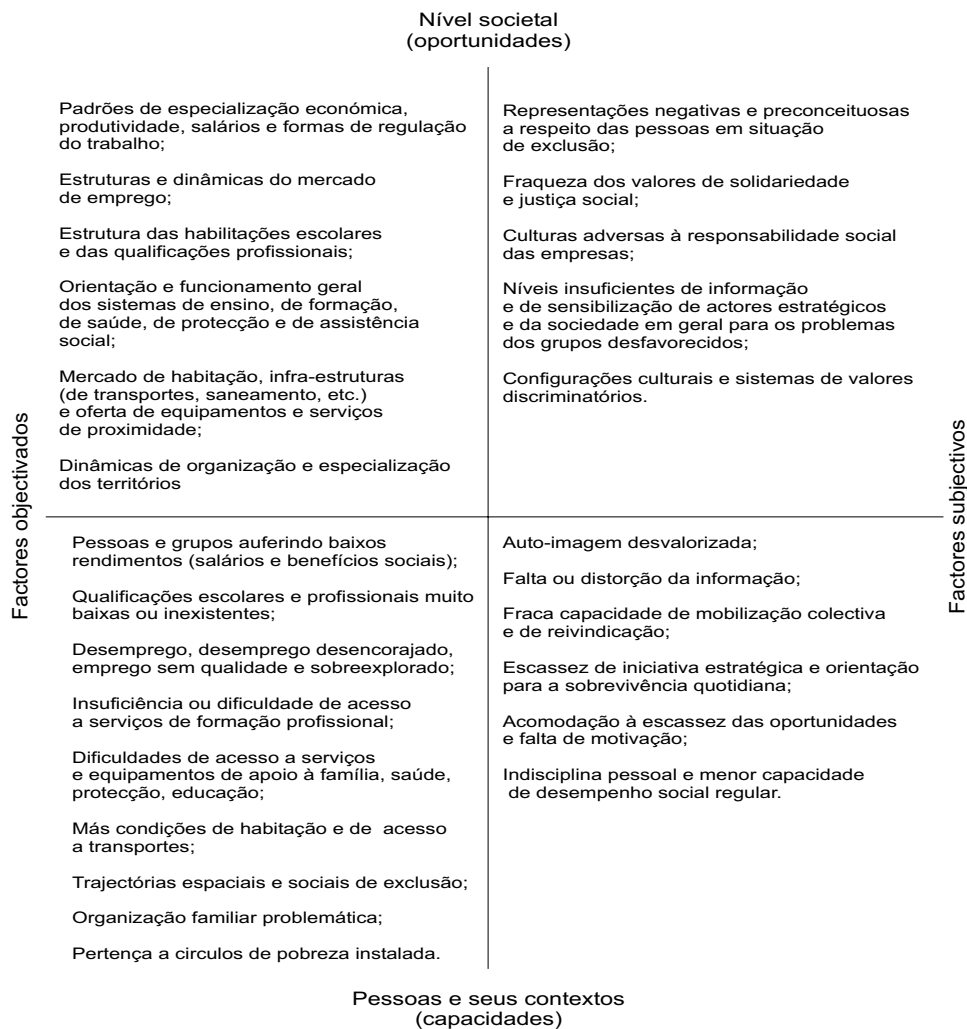 Nível societal
(oportunidades)
Padrões de especialização económica,
produtividade, salários e formas de regulação
do trabalho;
Estruturas e dinâmicas do mercado
de emprego;
Estrutura das habilitações escolares
e das qualificações profissionais;
Orientação e funcionamento geral
dos sistemas de ensino, de formação,
de saúde, de protecção e de assistência
social;
Mercado de habitação, infra-estruturas
(de transportes, saneamento, etc.)
e oferta de equipamentos e serviços
de proximidade;
Dinâmicas de organização e especialização
dos territórios
Representações negativas e preconceituosas
a respeito das pessoas em situação
de exclusão;
Fraqueza dos valores de solidariedade
e justiça social;
Culturas adversas à responsabilidade social
das empresas;
Níveis insuficientes de informação
e de sensibilização de actores estratégicos
e da sociedade em geral para os problemas
dos grupos desfavorecidos;
Configurações culturais e sistemas de valores
discriminatórios.
Factores objectivados
Factores subjectivos
Pessoas e grupos auferindo baixos
rendimentos (salários e benefícios sociais);
Qualificações escolares e profissionais muito
baixas ou inexistentes;
Desemprego, desemprego desencorajado,
emprego sem qualidade e sobreexplorado;
Insuficiência ou dificuldade de acesso
a serviços de formação profissional;
Dificuldades de acesso a serviços
e equipamentos de apoio à família, saúde,
protecção, educação;
Más condições de habitação e de acesso
a transportes;
Trajectórias espaciais e sociais de exclusão;
Organização familiar problemática;
Pertença a circulos de pobreza instalada.
Auto-imagem desvalorizada;
Falta ou distorção da informação;
Fraca capacidade de mobilização colectiva
e de reivindicação;
Escassez de iniciativa estratégica e orientação
para a sobrevivência quotidiana;
Acomodação à escassez das oportunidades
e falta de motivação;
Indisciplina pessoal e menor capacidade
de desempenho social regular.
Pessoas e seus contextos
(capacidades)